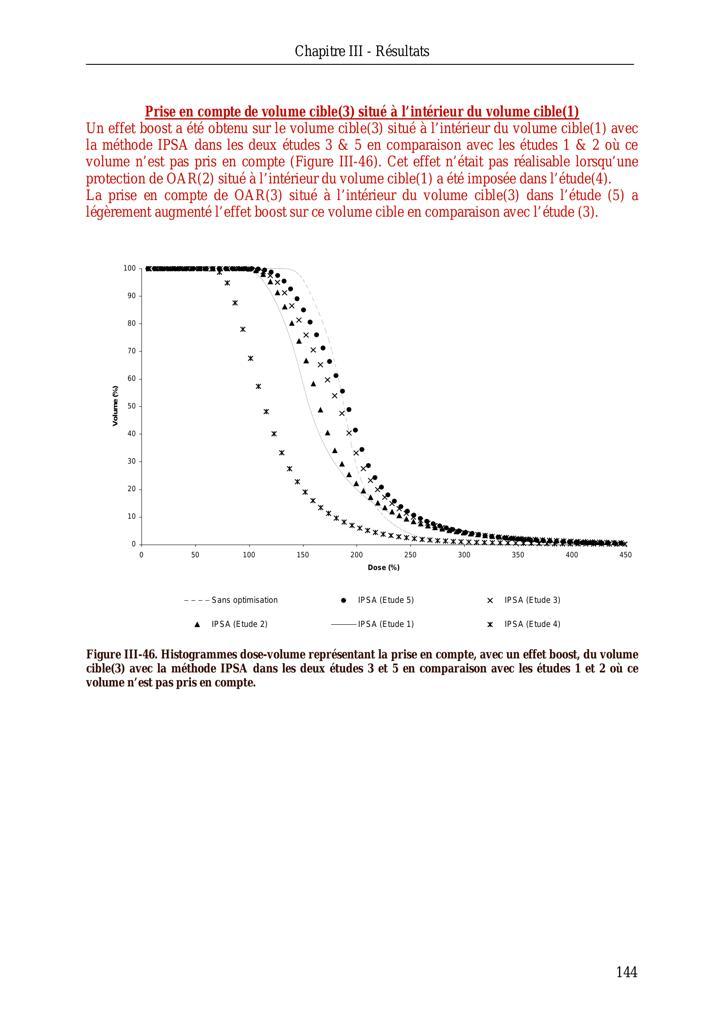 Chapitre III - Résultats
Prise en compte de volume cible(3) situé à l'intérieur du volume cible(1)
Un effet boost a été obtenu sur le volume cible(3) situé à l'intérieur du volume cible(1) avec
la méthode IPSA dans les deux études 3 & 5 en comparaison avec les études 1 & 2 où ce
volume n'est pas pris en compte (Figure III-46). Cet effet n'était pas réalisable lorsqu'une
protection de OAR(2) situé à l'intérieur du volume cible(1) a été imposée dans l'étude(4).
La prise en compte de OAR(3) situé à l'intérieur du volume cible(3) dans l'étude (5) a
légèrement augmenté l'effet boost sur ce volume cible en comparaison avec l'étude (3).
100
90
80
70
60
50
40
30
20
10
0
Volume (%)
0 50 100 150 200 250 300 350 400 450
Dose (%)
Sans optimisation IPSA (Etude 5) IPSA (Etude 3)
IPSA (Etude 2) IPSA (Etude 1) IPSA (Etude 4)
Figure III-46. Histogrammes dose-volume représentant la prise en compte, avec un effet boost, du volume
cible(3) avec la méthode IPSA dans les deux études 3 et 5 en comparaison avec les études 1 et 2 où ce
volume n'est pas pris en compte.
144